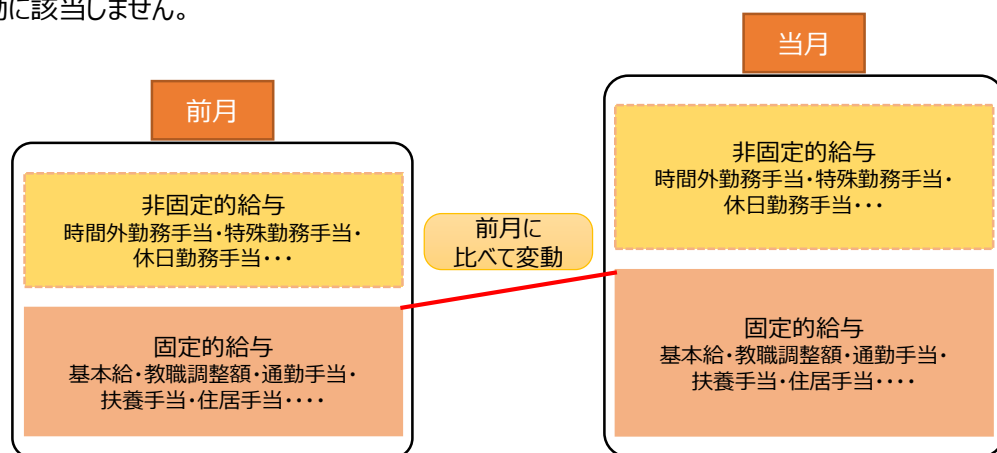 動に該当しません。
当月
前月
非固定的給与
時間外勤務手当・特殊勤務手当・
休日勤務手当・・・
非固定的給与
時間外勤務手当・特殊勤務手当・
休日勤務手当・・・
前月に
比べて変動
固定的給与
基本給・教職調整額・通勤手当・
扶養手当・住居手当・・・・
固定的給与
基本給・教職調整額・通勤手当・
扶養手当・住居手当・・・・